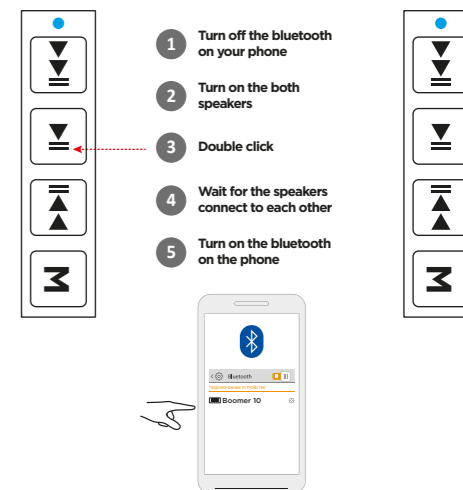 1 Turn off the bluetooth
on your phone
2 Turn on the both
speakers
3 Double click
4 Wait for the speakers
connect to each other
5 Turn on the bluetooth
on the phone
M
M
Bluetooth
Boomer 10